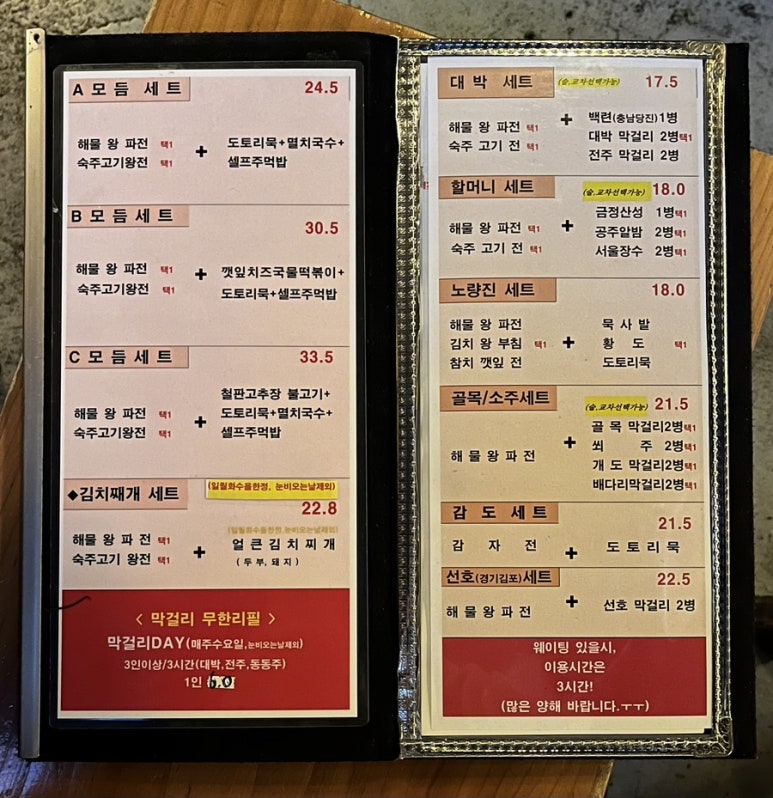 A 모듬 세트 24.5
해물 왕 파전 택1
숙주고기왕전 택1
+
도토리묵+멸치국수+
셀프주먹밥
B 모듬세트 30.5
해물 왕 파전 택1
숙주고기왕전 택1
+
깻잎치즈국물떡볶이+
도토리묵+셀프주먹밥
C 모듬세트 33.5
해물 왕 파전 택1
숙주고기왕전 택1
+
철판고추장 불고기+
도토리묵+멸치국수+
셀프주먹밥
◆김치째개 세트 (일월화수을한정, 눈비오는날제외)
22.8
(일월화수을한정,눈비오는날제외)
해물 왕 파 전 택1
숙주고기 왕전 택1
+
얼큰김치찌개
(두부,돼지)
< 막걸리 무한리필 >
막걸리DAY(매주수요일,눈비오는날제외)
3인이상/3시간(대박,전주,동동주)
1인
대 박 세트 (술,교차선택가능) 17.5
해물 왕 파전 택1
숙주 고기 전 택1
+
백련(충남당진)1병
대박 막걸리 2병택1
전주 막걸리 2병
할머니 세트 (술,교차선택가능) 18.0
해물 왕 파전 택1
숙주 고기 전 택1
+
금정산성 1병택1
공주알밤 2병택1
서울장수 2병택1
노량진 세트 18.0
해물 왕 파전
김치 왕 부침 택1
참치 깻잎 전
+
묵 사 발
황 도 택1
도토리묵
골목/소주세트 (술,교차선택가능) 21.5
해 물 왕 파 전
+
골 목 막걸리2병택1
쐬 주 2병택1
개 도 막걸리2병택1
배다리막걸리2병택1
감 도 세 트 21.5
감 자 전
+
도 토 리 묵
선호(경기김포)세트 22.5
해 물 왕 파 전
+
선호 막걸리 2병
웨이팅 있을시,
이용시간은
3시간!
(많은 양해 바랍니다.ㅜㅜ)